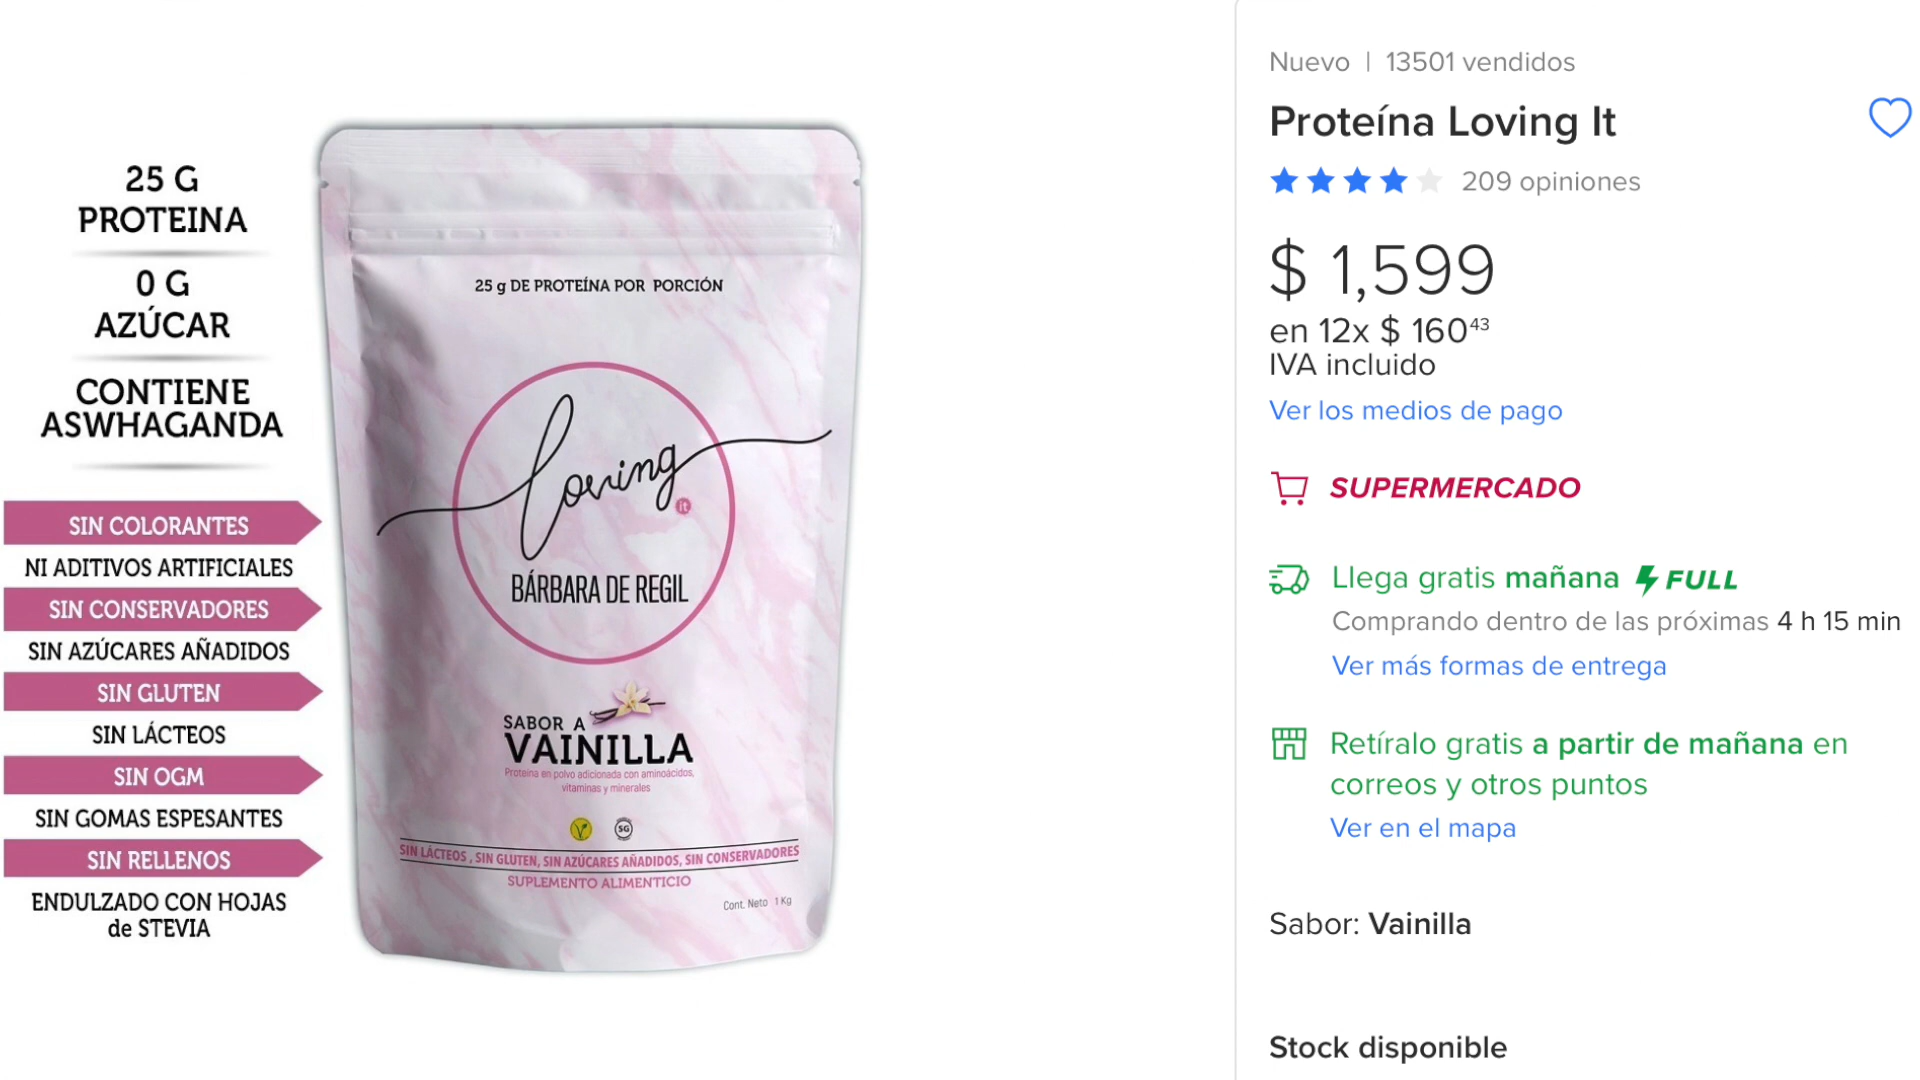 25 G
PROTEINA
0 G
AZÚCAR
CONTIENE
ASWHAGANDA
SIN COLORANTES
NI ADITIVOS ARTIFICIALES
SIN CONSERVADORES
SIN AZÚCARES AÑADIDOS
SIN GLUTEN
SIN LÁCTEOS
SIN OGM
SIN GOMAS ESPESANTES
SIN RELLENOS
ENDULZADO CON HOJAS
de STEVIA
25 g DE PROTEÍNA POR PORCIÓN
loving
it
BÁRBARA DE REGIL
SABOR A
VAINILLA
Proteína en polvo adicionada con aminoácidos,
vitaminas y minerales
V
SG
SIN LÁCTEOS , SIN GLUTEN, SIN AZÚCARES AÑADIDOS, SIN CONSERVADORES
SUPLEMENTO ALIMENTICIO
Cont. Neto 1 Kg
Nuevo | 13501 vendidos
Proteína Loving It
209 opiniones
$ 1,599
en 12x $ 160 43
IVA incluido
Ver los medios de pago
SUPERMERCADO
Llega gratis mañana FULL
Comprando dentro de las próximas 4 h 15 min
Ver más formas de entrega
Retíralo gratis a partir de mañana en
correos y otros puntos
Ver en el mapa
Sabor: Vainilla
Stock disponible